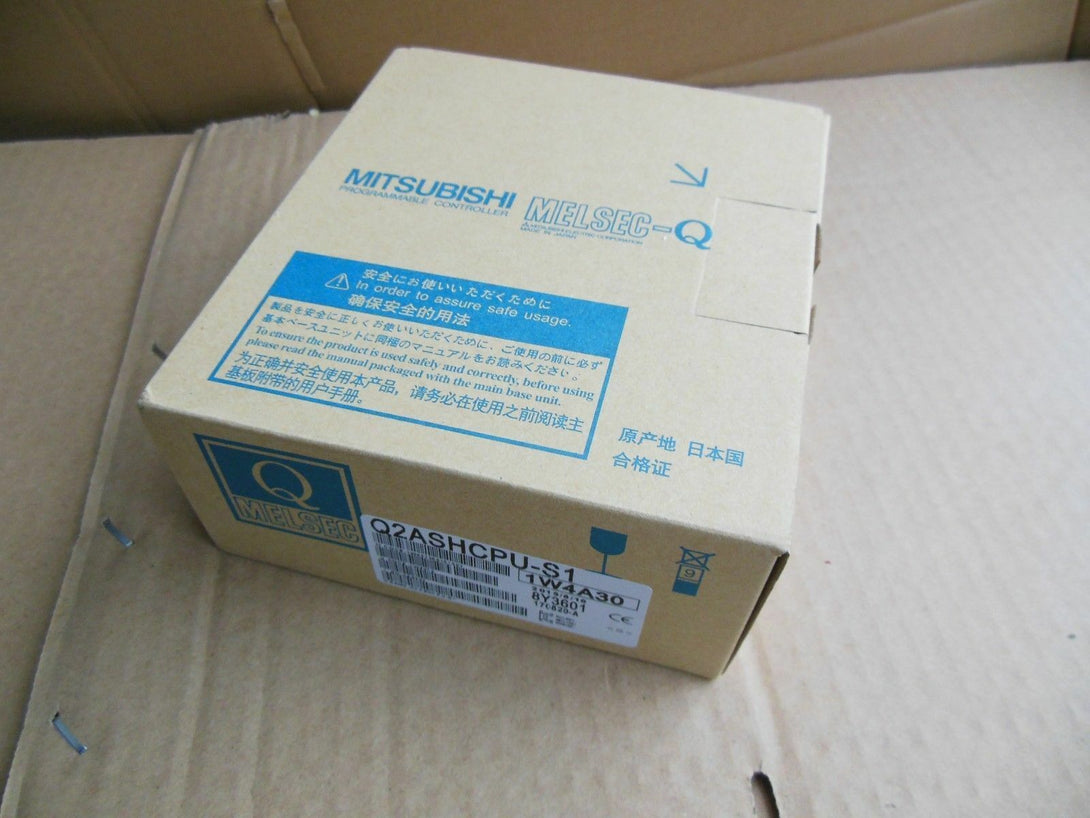 MITSUBISHI
PROGRAMMABLE CONTROLLER
MELSEC-Q
MITSUBISHI ELECTRIC CORPORATION
MADE IN JAPAN
安全にお使いいただくために
In order to assure safe usage.
确保安全的用法
製品を安全に正しくお使いいただくために、ご使用の前に必ず
基本ベースユニットに同梱のマニュアルをお読みください。
To ensure the product is used safely and correctly, before using
please read the manual packaged with the main base unit.
为正确并安全使用本产品，请务必在使用之前阅读主
基板附带的用户手册。
原产地 日本国
合格证
Q
MELSEC
Q2ASHCPU-S1
1W4A30
8Y3601
170820-A
CE
9